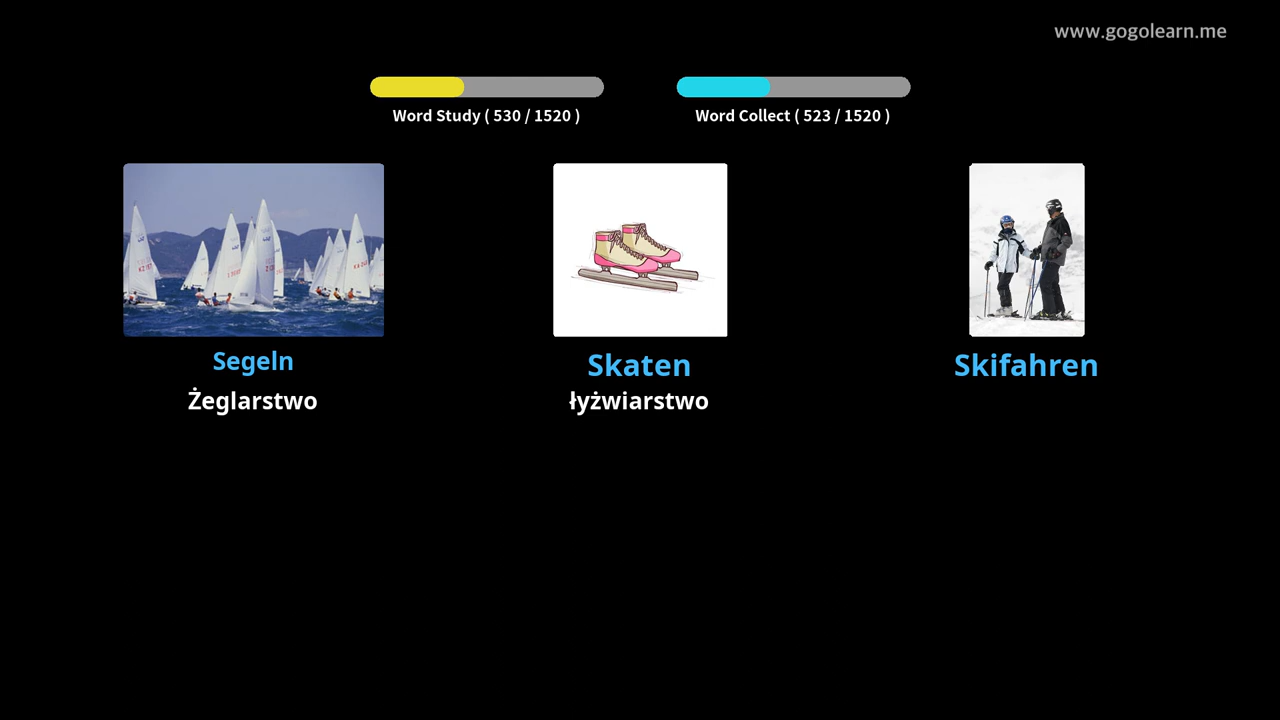 www.gogolearn.me
Word Study ( 530 / 1520 )
Word Collect ( 523 / 1520 )
Segeln
Żeglarstwo
Skaten
łyżwiarstwo
Skifahren